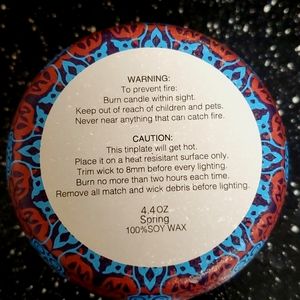 WARNING:
To prevent fire:
Burn candle within sight.
Keep out of reach of children and pets.
Never near anything that can catch fire.
CAUTION:
This tinplate will get hot.
Place it on a heat resisitant surface only.
Trim wick to 8mm before every lighting.
Burn no more than two hours each time.
Remove all match and wick debris before lighting.
4.4OZ
Soring
100%SOY WAX